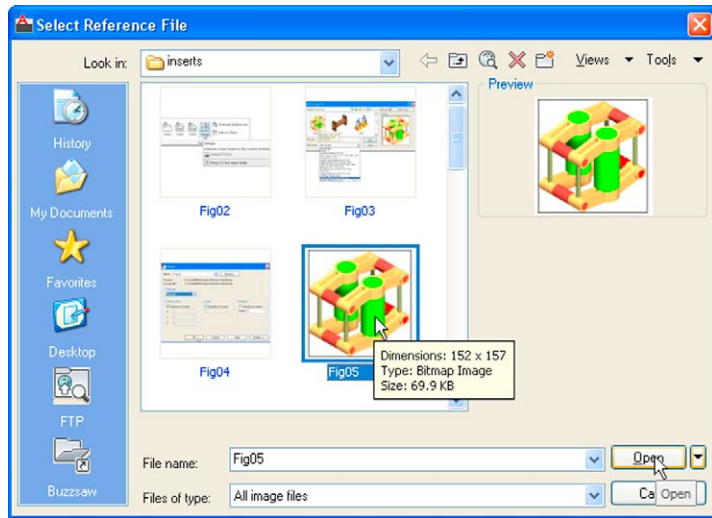 Select Reference File
Look in: inserts Views Tools
Preview
History
My Documents
Favorites
Desktop
FTP
Buzzsaw
Fig02 Fig03
Fig04 Fig05
Dimensions: 152 x 157
Type: Bitmap Image
Size: 69.9 KB
File name: Fig05 Open
Files of type: All image files Ca Open